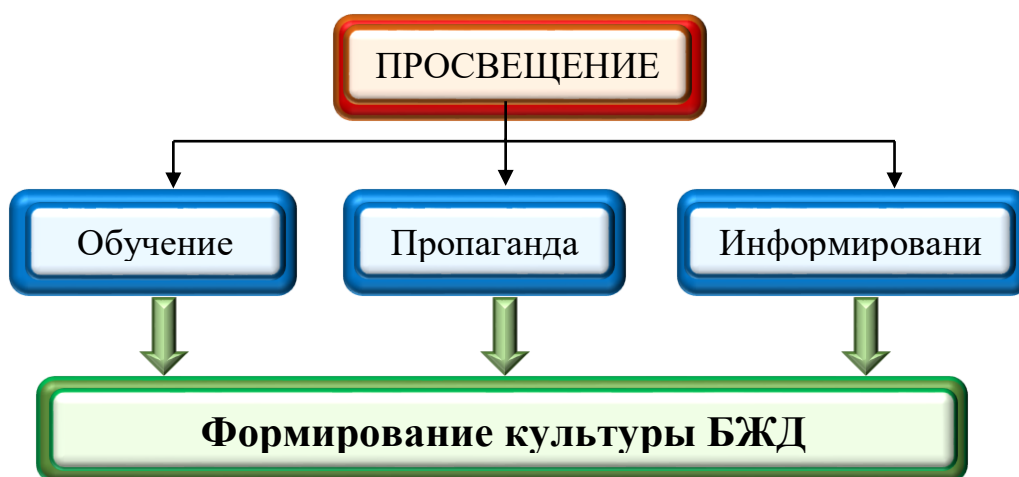 ПРОСВЕЩЕНИЕ
Обучение
Пропаганда
Информировани
Формирование культуры БЖД